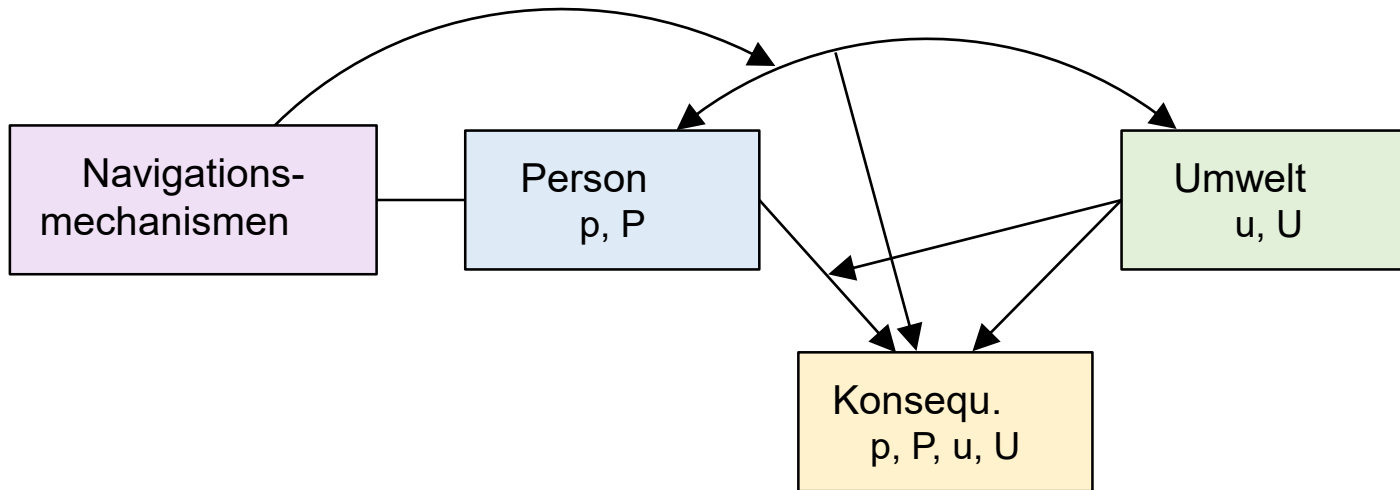 Navigations-
mechanismen
Person
p, P
Umwelt
u, U
Konsequ.
p, P, u, U